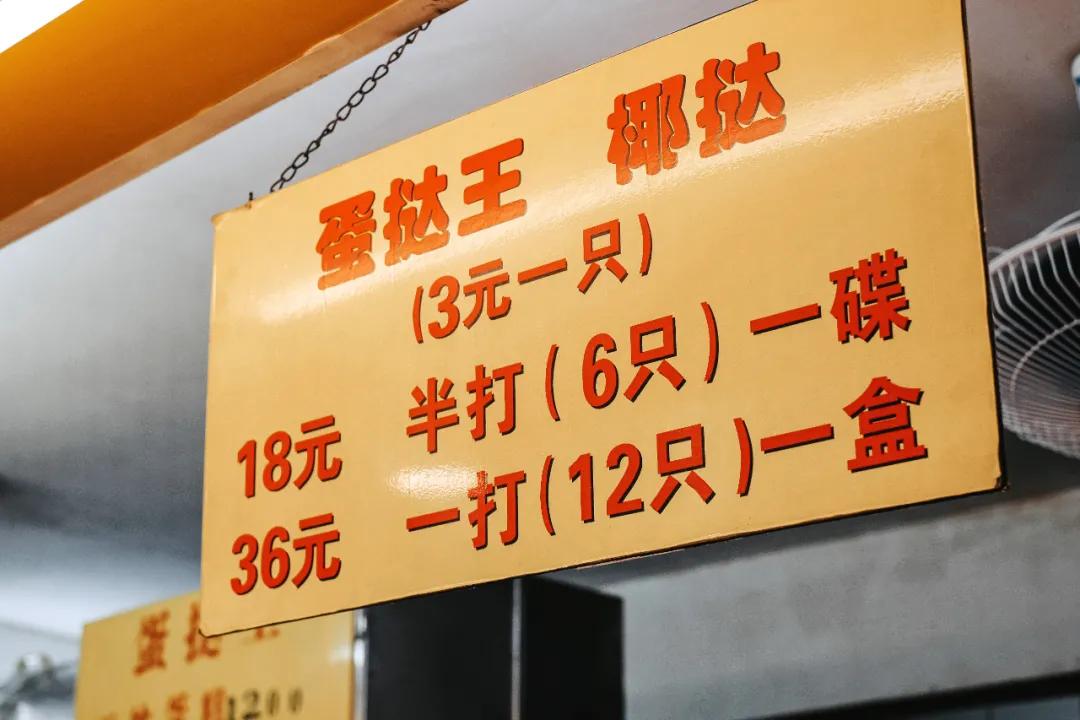 蛋挞王 椰挞
(3元一只)
18元 半打(6只)一碟
36元 一打(12只)一盒
蛋挞王
1200